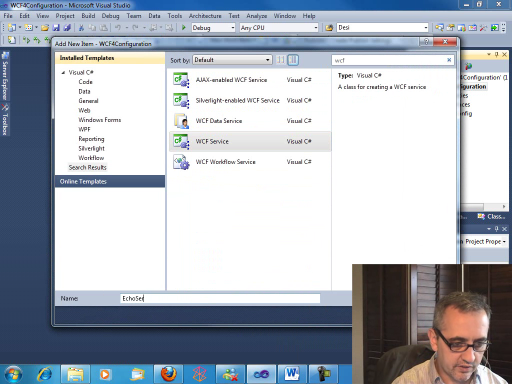 WCF4Configuration - Microsoft Visual Studio
File Edit View Project Build Debug Team Data Tools Architecture Test Analyze Window Help
Debug Any CPU Desi
Server Explorer
Toolbox
Add New Item - WCF4Configuration
Installed Templates
Sort by: Default
wcf
Visual C#
Code
Data
General
Web
Windows Forms
WPF
Reporting
Silverlight
Workflow
Search Results
Online Templates
AJAX-enabled WCF Service Visual C#
Silverlight-enabled WCF Service Visual C#
WCF Data Service Visual C#
WCF Service Visual C#
WCF Workflow Service Visual C#
Type: Visual C#
A class for creating a WCF service
Name: EchoSer
Configuration' (1
guration
ies
ces
onfig
Class...
Project Prope